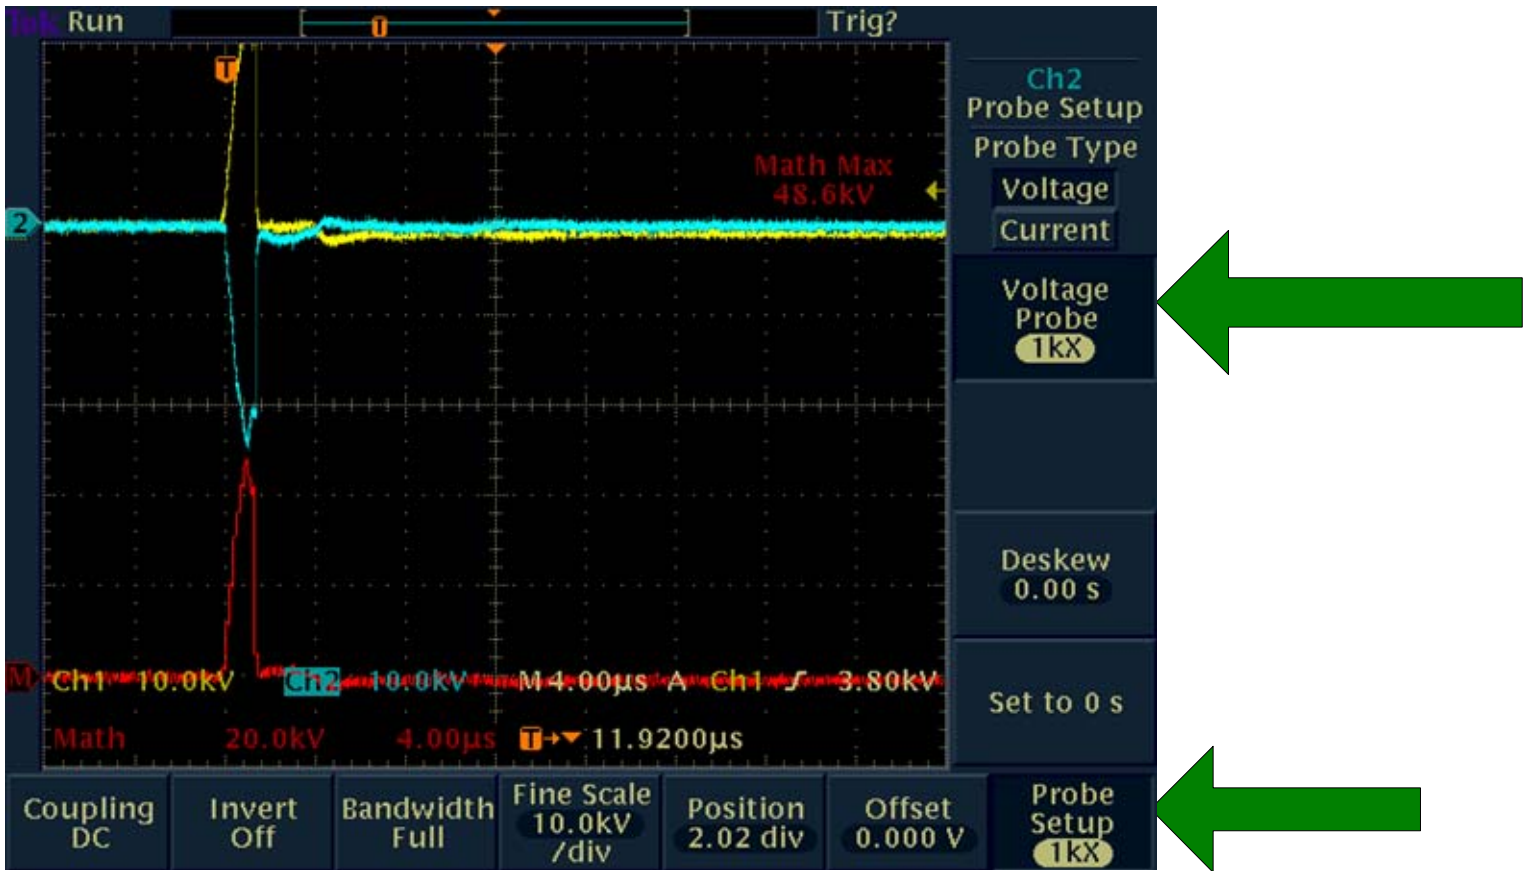 Tek Run
Trig?
T
T
Ch2
Probe Setup
Probe Type
Voltage
Current
Math Max
48.6kV
2
Voltage
Probe
1kX
Deskew
0.00 s
Set to 0 s
M
Ch1 10.0kV Ch2 10.0kV M 4.00µs A Ch1 3.80kV
Math 20.0kV 4.00µs T 11.9200µs
Coupling
DC
Invert
Off
Bandwidth
Full
Fine Scale
10.0kV
/div
Position
2.02 div
Offset
0.000 V
Probe
Setup
1kX